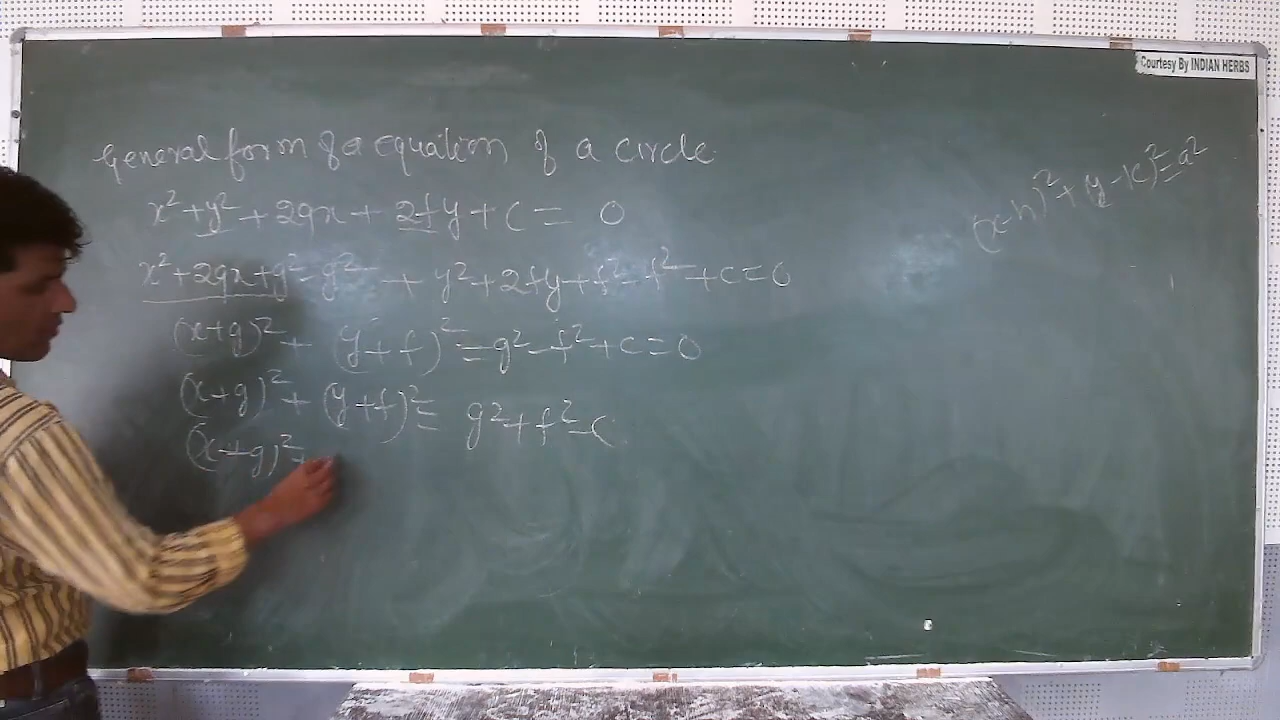 Courtesy By INDIAN HERBS
General form of a equation of a circle
x² + y² + 2gx + 2fy + c = 0
(x-h)² + (y-k)² = a²
x² + 2gx + g² - g² + y² + 2fy + f² - f² + c = 0
(x+g)² + (y+f)² = g² - f² + c = 0
(x+g)² + (y+f)² = g² + f² - c
(x+g)² +